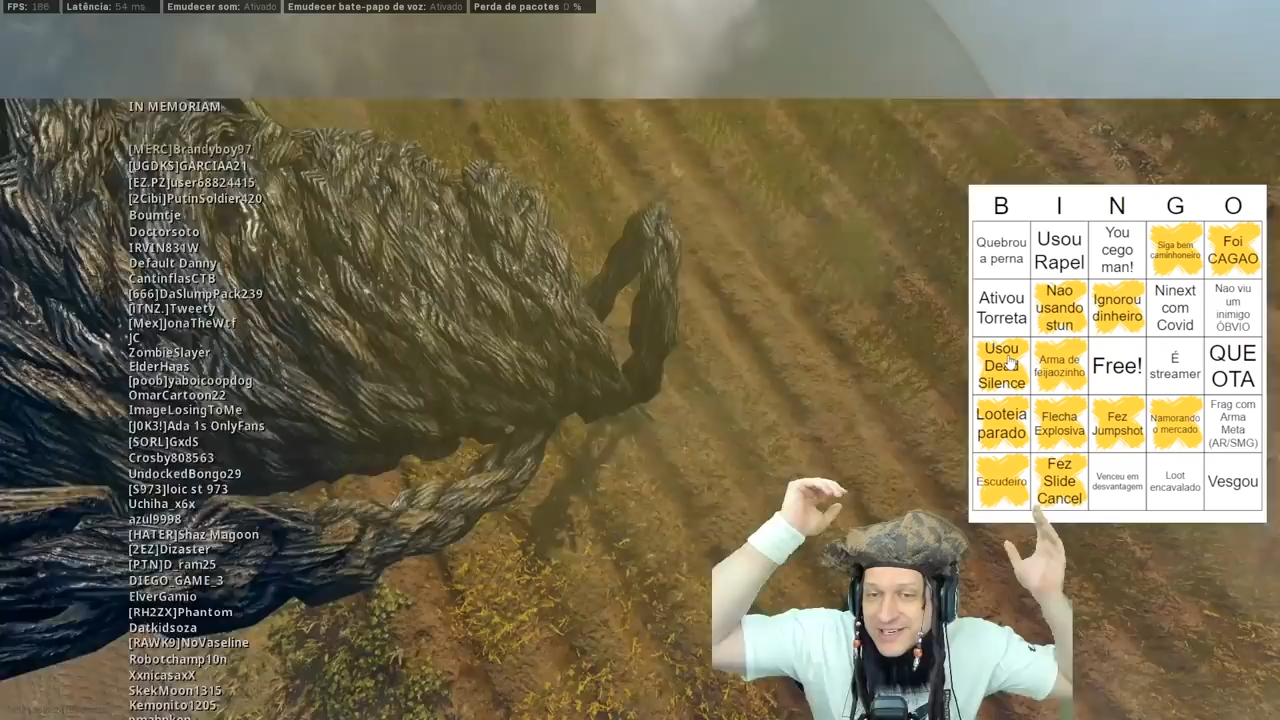 FPS: 186
Latência: 54 ms
Emudecer som: Ativado
Emudecer bate-papo de voz: Ativado
Perda de pacotes 0 %
IN MEMORIAM
[MERC]Brandyboy97
[UGDKS]GARCIAA21
[EZ.PZ]user68824415
[2Cibi]PutinSoldier420
Boumtje
Doctorsoto
IRVIN831W
Default Danny
CantinflasCTB
[666]DaSlumpPack239
[TNZ.]Tweety
[Mex]JonaTheWtf
JC
ZombieSlayer
ElderHaas
[poob]yaboicoopdog
OmarCartoon22
ImageLosingToMe
[J0K3!]Ada 1s OnlyFans
[SORL]GxdS
Crosby808563
UndockedBongo29
[S973]loic st 973
Uchiha_x6x
azul9998
[HATER]Shaz Magoon
[2EZ]Dizaster
[PTN]D_ram25
DIEGO_GAME_3
ElverGamio
[RH2ZX]Phantom
Datkidsoza
[RAWK9]NoVaseline
Robotchamp10n
XxnicasaxX
SkekMoon1315
Kemonito1205
B I N G O
Quebrou
a perna
Usou
Rapel
You
cego
man!
Siga bem
caminhoneiro
Foi
CAGAO
Ativou
Torreta
Nao
usando
stun
Ignorou
dinheiro
Ninext
com
Covid
Nao viu
um
inimigo
ÓBVIO
Usou
Dead
Silence
Arma de
feijaozinho
Free!
É
streamer
QUE
OTA
Looteia
parado
Flecha
Explosiva
Fez
Jumpshot
Namorando
o mercado
Frag com
Arma
Meta
(AR/SMG)
Escudeiro
Fez
Slide
Cancel
Venceu em
desvantagem
Loot
encavalado
Vesgou